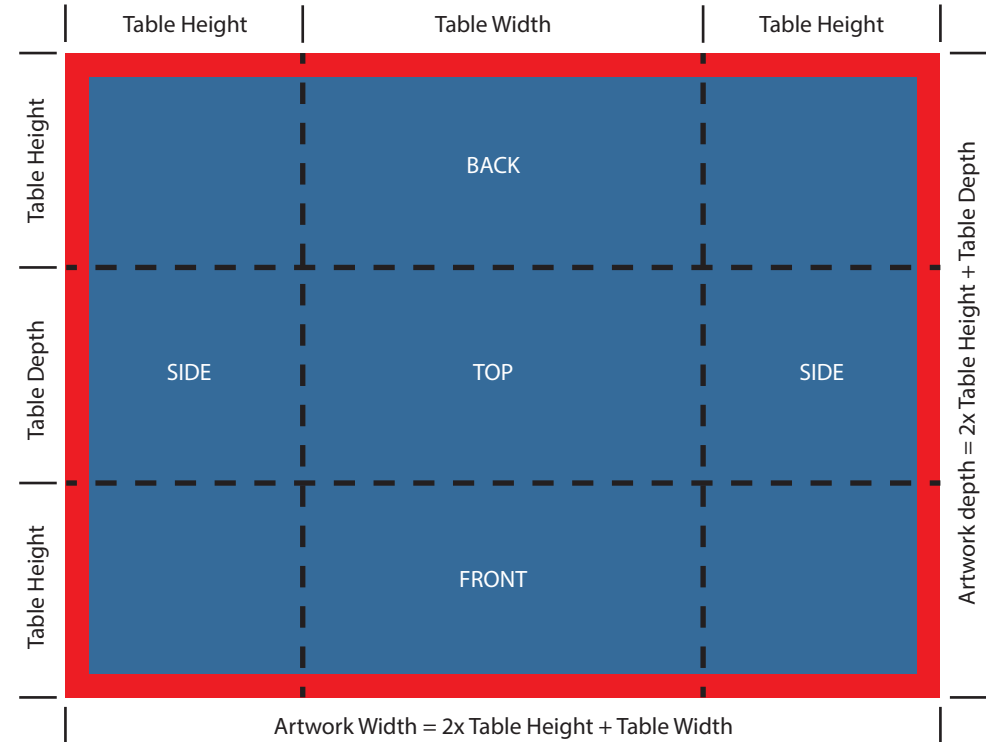 Table Height
Table Width
Table Height
Table Height
BACK
Artwork depth = 2x Table Height + Table Depth
Table Depth
SIDE
TOP
SIDE
Table Height
FRONT
Artwork Width = 2x Table Height + Table Width